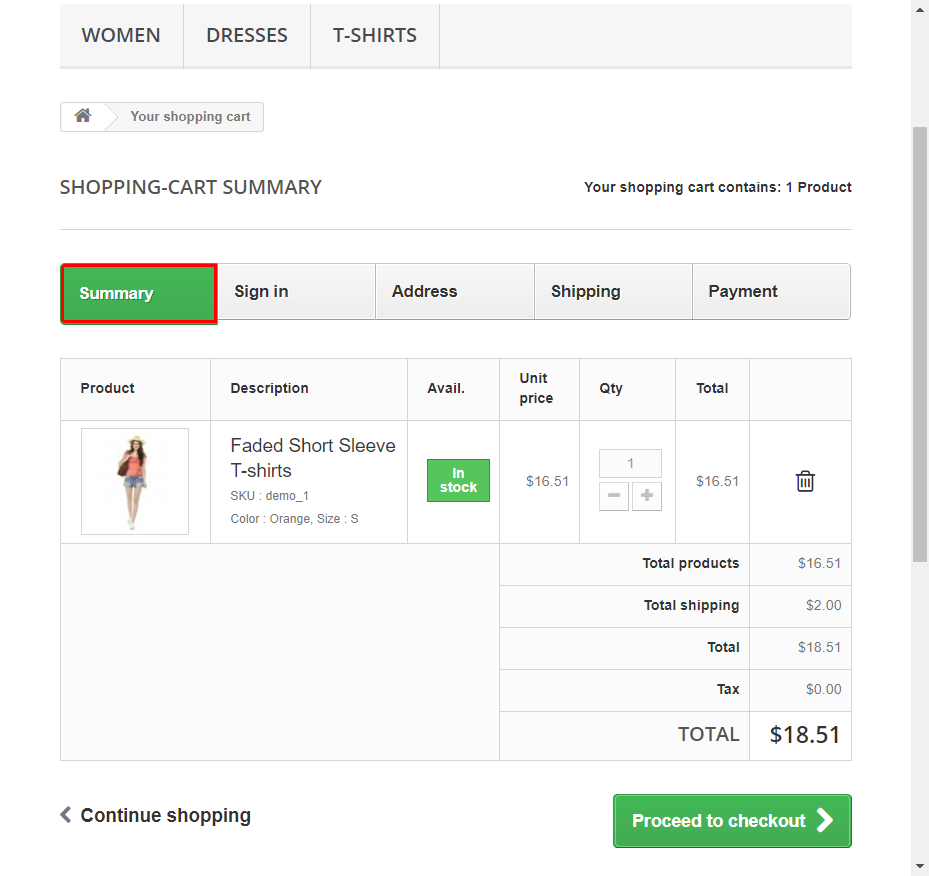 WOMEN DRESSES T-SHIRTS
Your shopping cart
SHOPPING-CART SUMMARY Your shopping cart contains: 1 Product
Summary Sign in Address Shipping Payment
Product Description Avail. Unit price Qty Total
Faded Short Sleeve
T-shirts
SKU : demo_1
Color : Orange, Size : S
In
stock
$16.51
1
$16.51
Total products $16.51
Total shipping $2.00
Total $18.51
Tax $0.00
TOTAL $18.51
Continue shopping Proceed to checkout